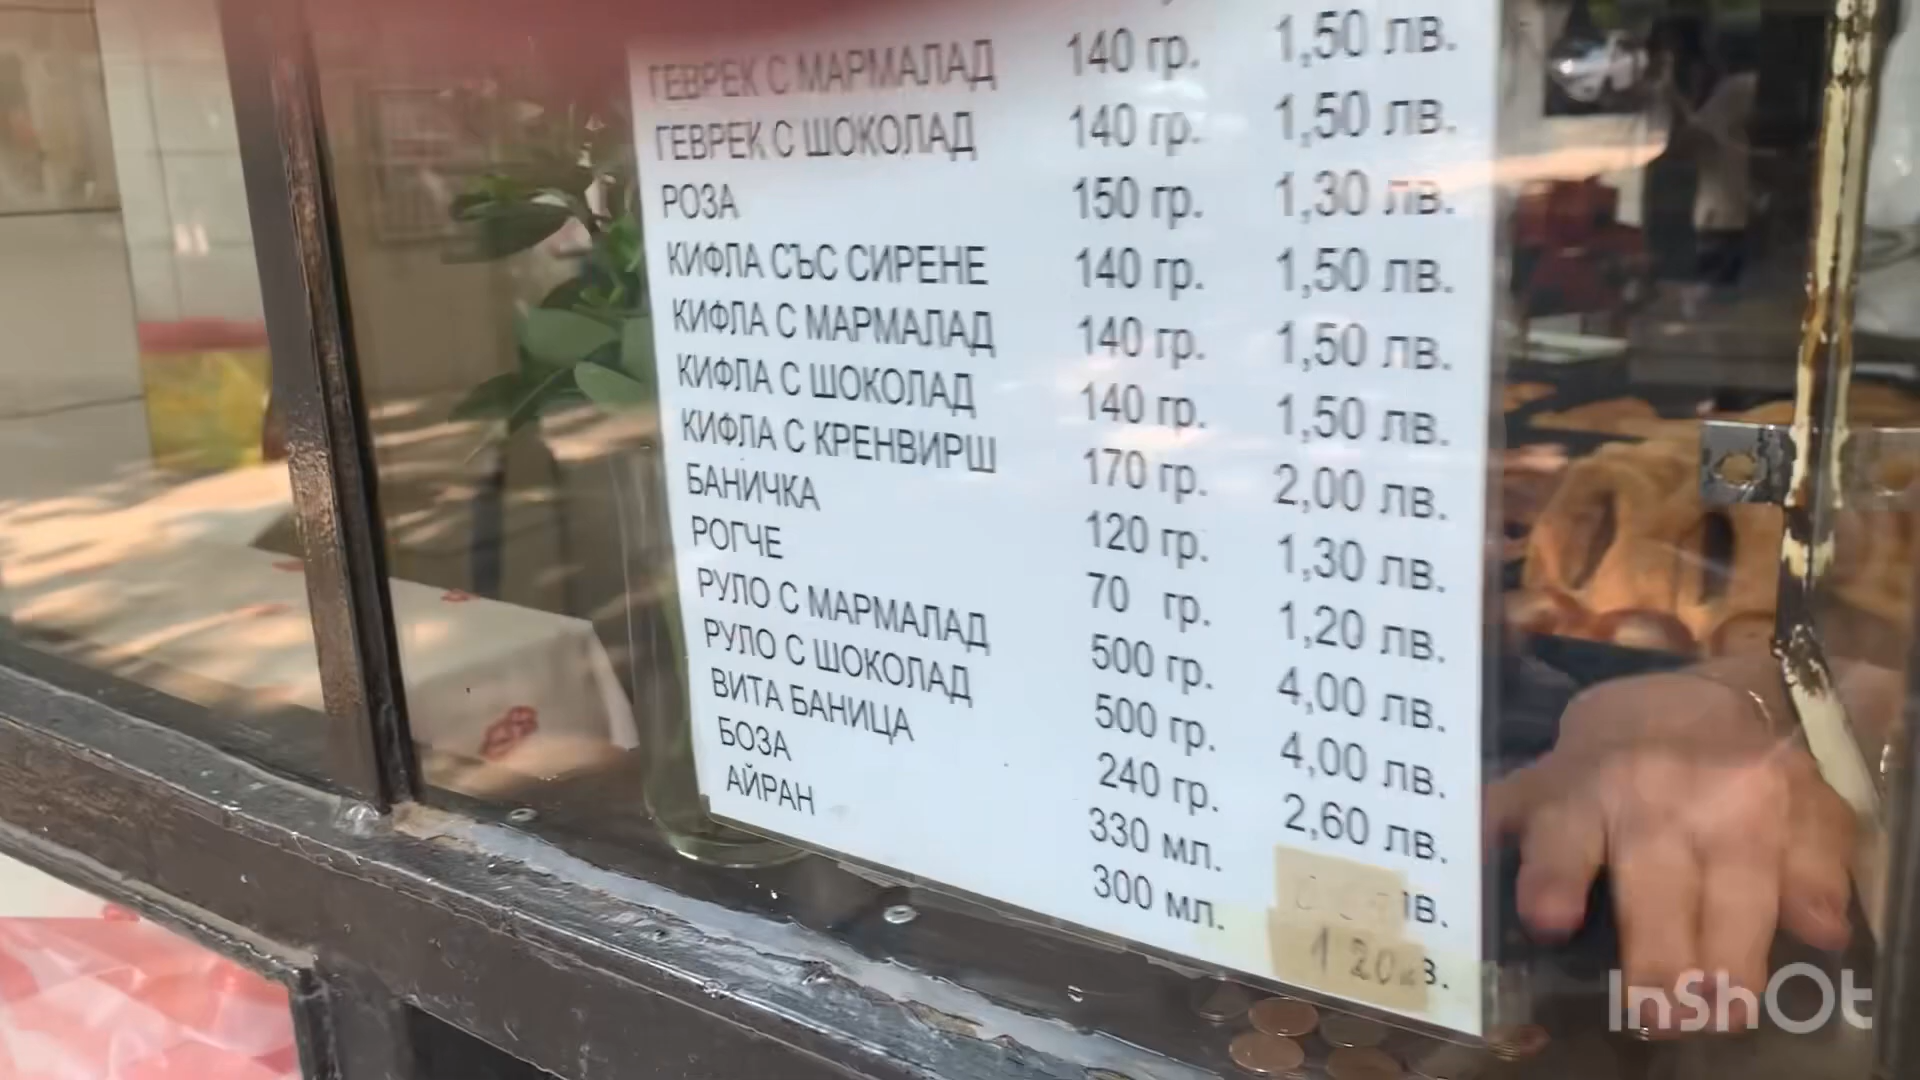 ГЕВРЕК С МАРМАЛАД 140 гр. 1,50 лв.
ГЕВРЕК С ШОКОЛАД 140 гр. 1,50 лв.
РОЗА 150 гр. 1,30 лв.
КИФЛА СЪС СИРЕНЕ 140 гр. 1,50 лв.
КИФЛА С МАРМАЛАД 140 гр. 1,50 лв.
КИФЛА С ШОКОЛАД 140 гр. 1,50 лв.
КИФЛА С КРЕНВИРШ 170 гр. 2,00 лв.
БАНИЧКА 120 гр. 1,30 лв.
РОГЧЕ 70 гр. 1,20 лв.
РУЛО С МАРМАЛАД 500 гр. 4,00 лв.
РУЛО С ШОКОЛАД 500 гр. 4,00 лв.
ВИТА БАНИЦА 240 гр. 2,60 лв.
БОЗА 330 мл.
АЙРАН 300 мл. 1 20
InShOt